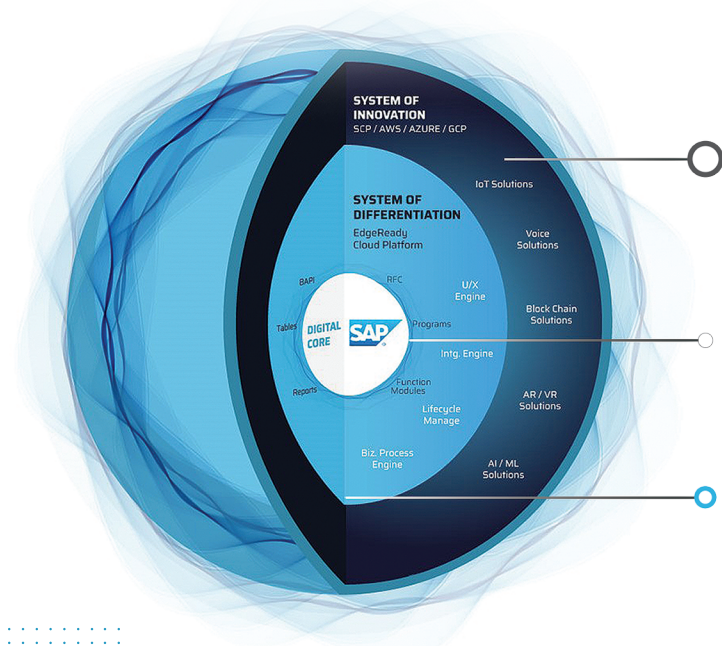 SYSTEM OF
INNOVATION
SCP / AWS / AZURE / GCP
IoT Solutions
SYSTEM OF
DIFFERENTIATION
EdgeReady
Cloud Platform
Voice
Solutions
BAPI
RFC
U/X
Engine
Block Chain
Solutions
Tables
DIGITAL
CORE
SAP
®
Programs
Intg. Engine
Reports
Function
Modules
AR / VR
Solutions
Lifecycle
Manage
Biz. Process
Engine
AI / ML
Solutions